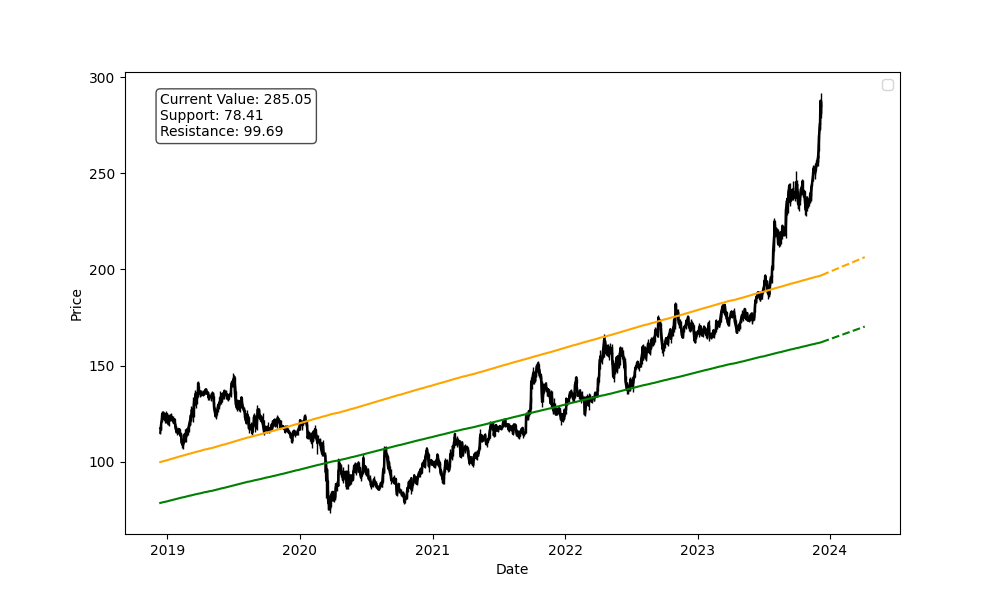 300
250
200
150
100
Price
Current Value: 285.05
Support: 78.41
Resistance: 99.69
2019 2020 2021 2022 2023 2024
Date